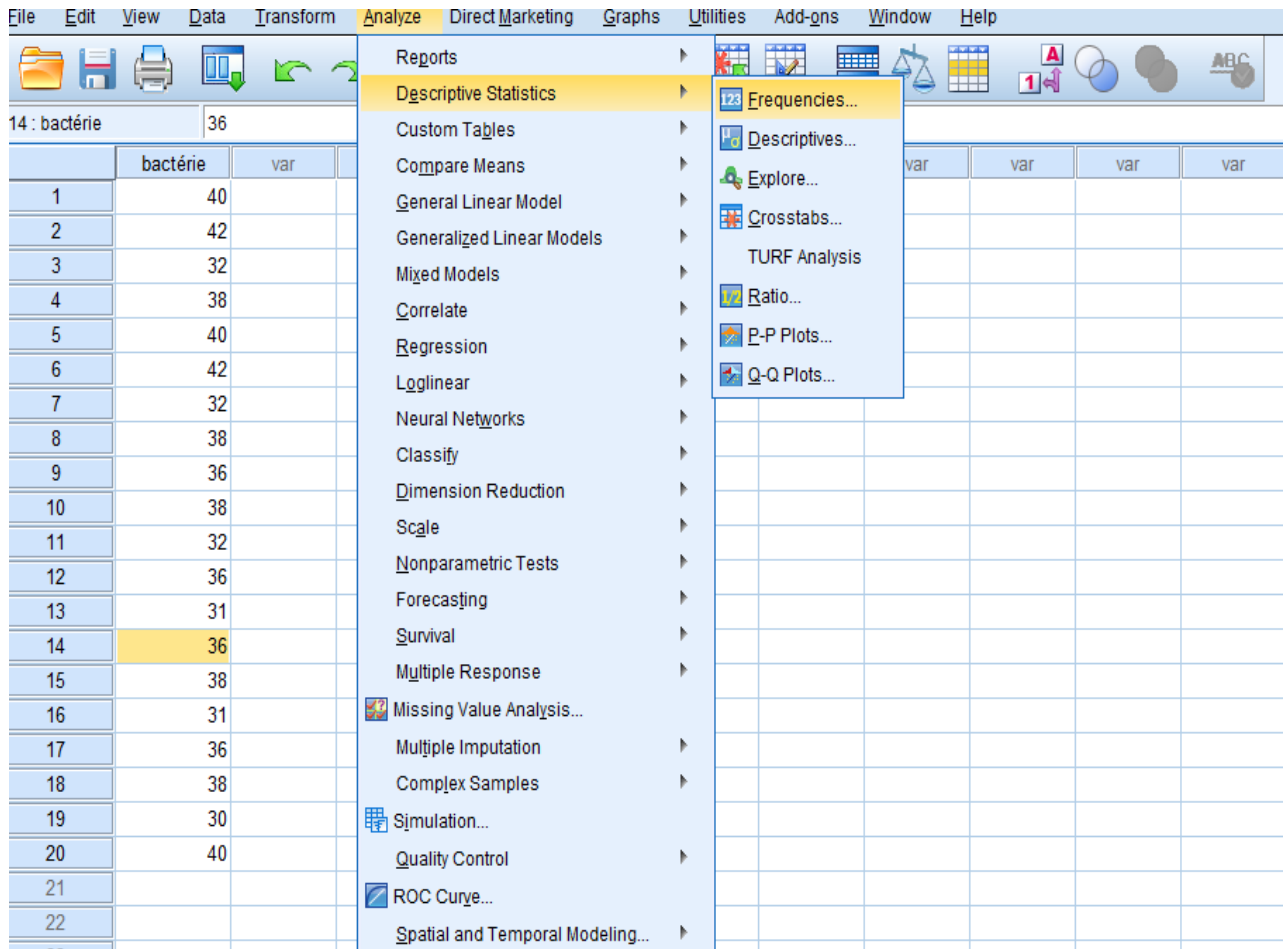 File Edit View Data Transform Analyze Direct Marketing Graphs Utilities Add-ons Window Help
A
1
ABC
14 : bactérie 36
bactérie var var var var var
1 40
2 42
3 32
4 38
5 40
6 42
7 32
8 38
9 36
10 38
11 32
12 36
13 31
14 36
15 38
16 31
17 36
18 38
19 30
20 40
21
22
Reports
Descriptive Statistics
Custom Tables
Compare Means
General Linear Model
Generalized Linear Models
Mixed Models
Correlate
Regression
Loglinear
Neural Networks
Classify
Dimension Reduction
Scale
Nonparametric Tests
Forecasting
Survival
Multiple Response
Missing Value Analysis...
Multiple Imputation
Complex Samples
Simulation...
Quality Control
ROC Curve...
Spatial and Temporal Modeling...
123 Frequencies...
Descriptives...
Explore...
Crosstabs...
TURF Analysis
1/2 Ratio...
P-P Plots...
Q-Q Plots...